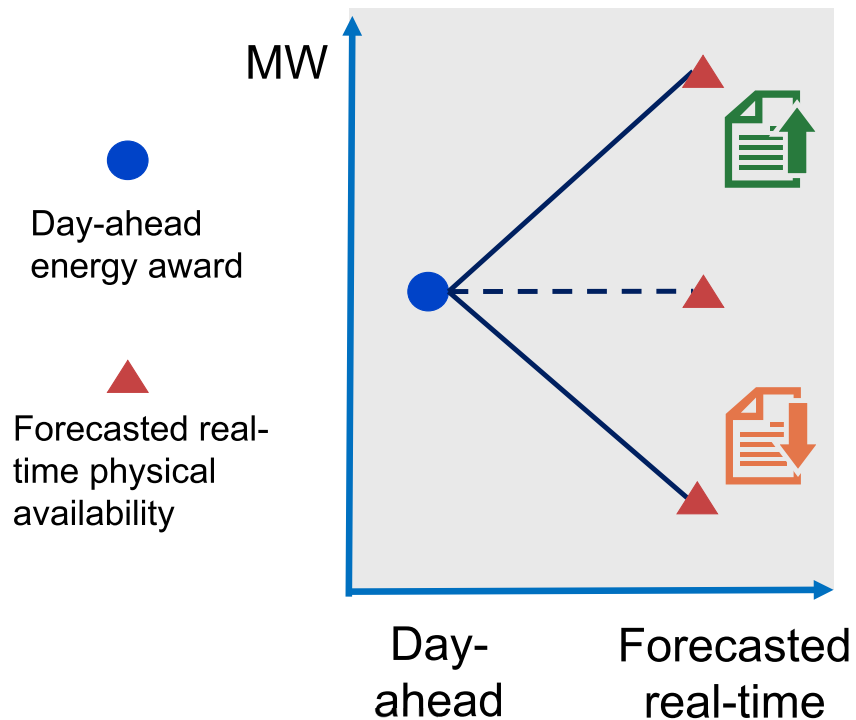 MW
Day-ahead
energy award
Forecasted real-
time physical
availability
Day-
ahead
Forecasted
real-time